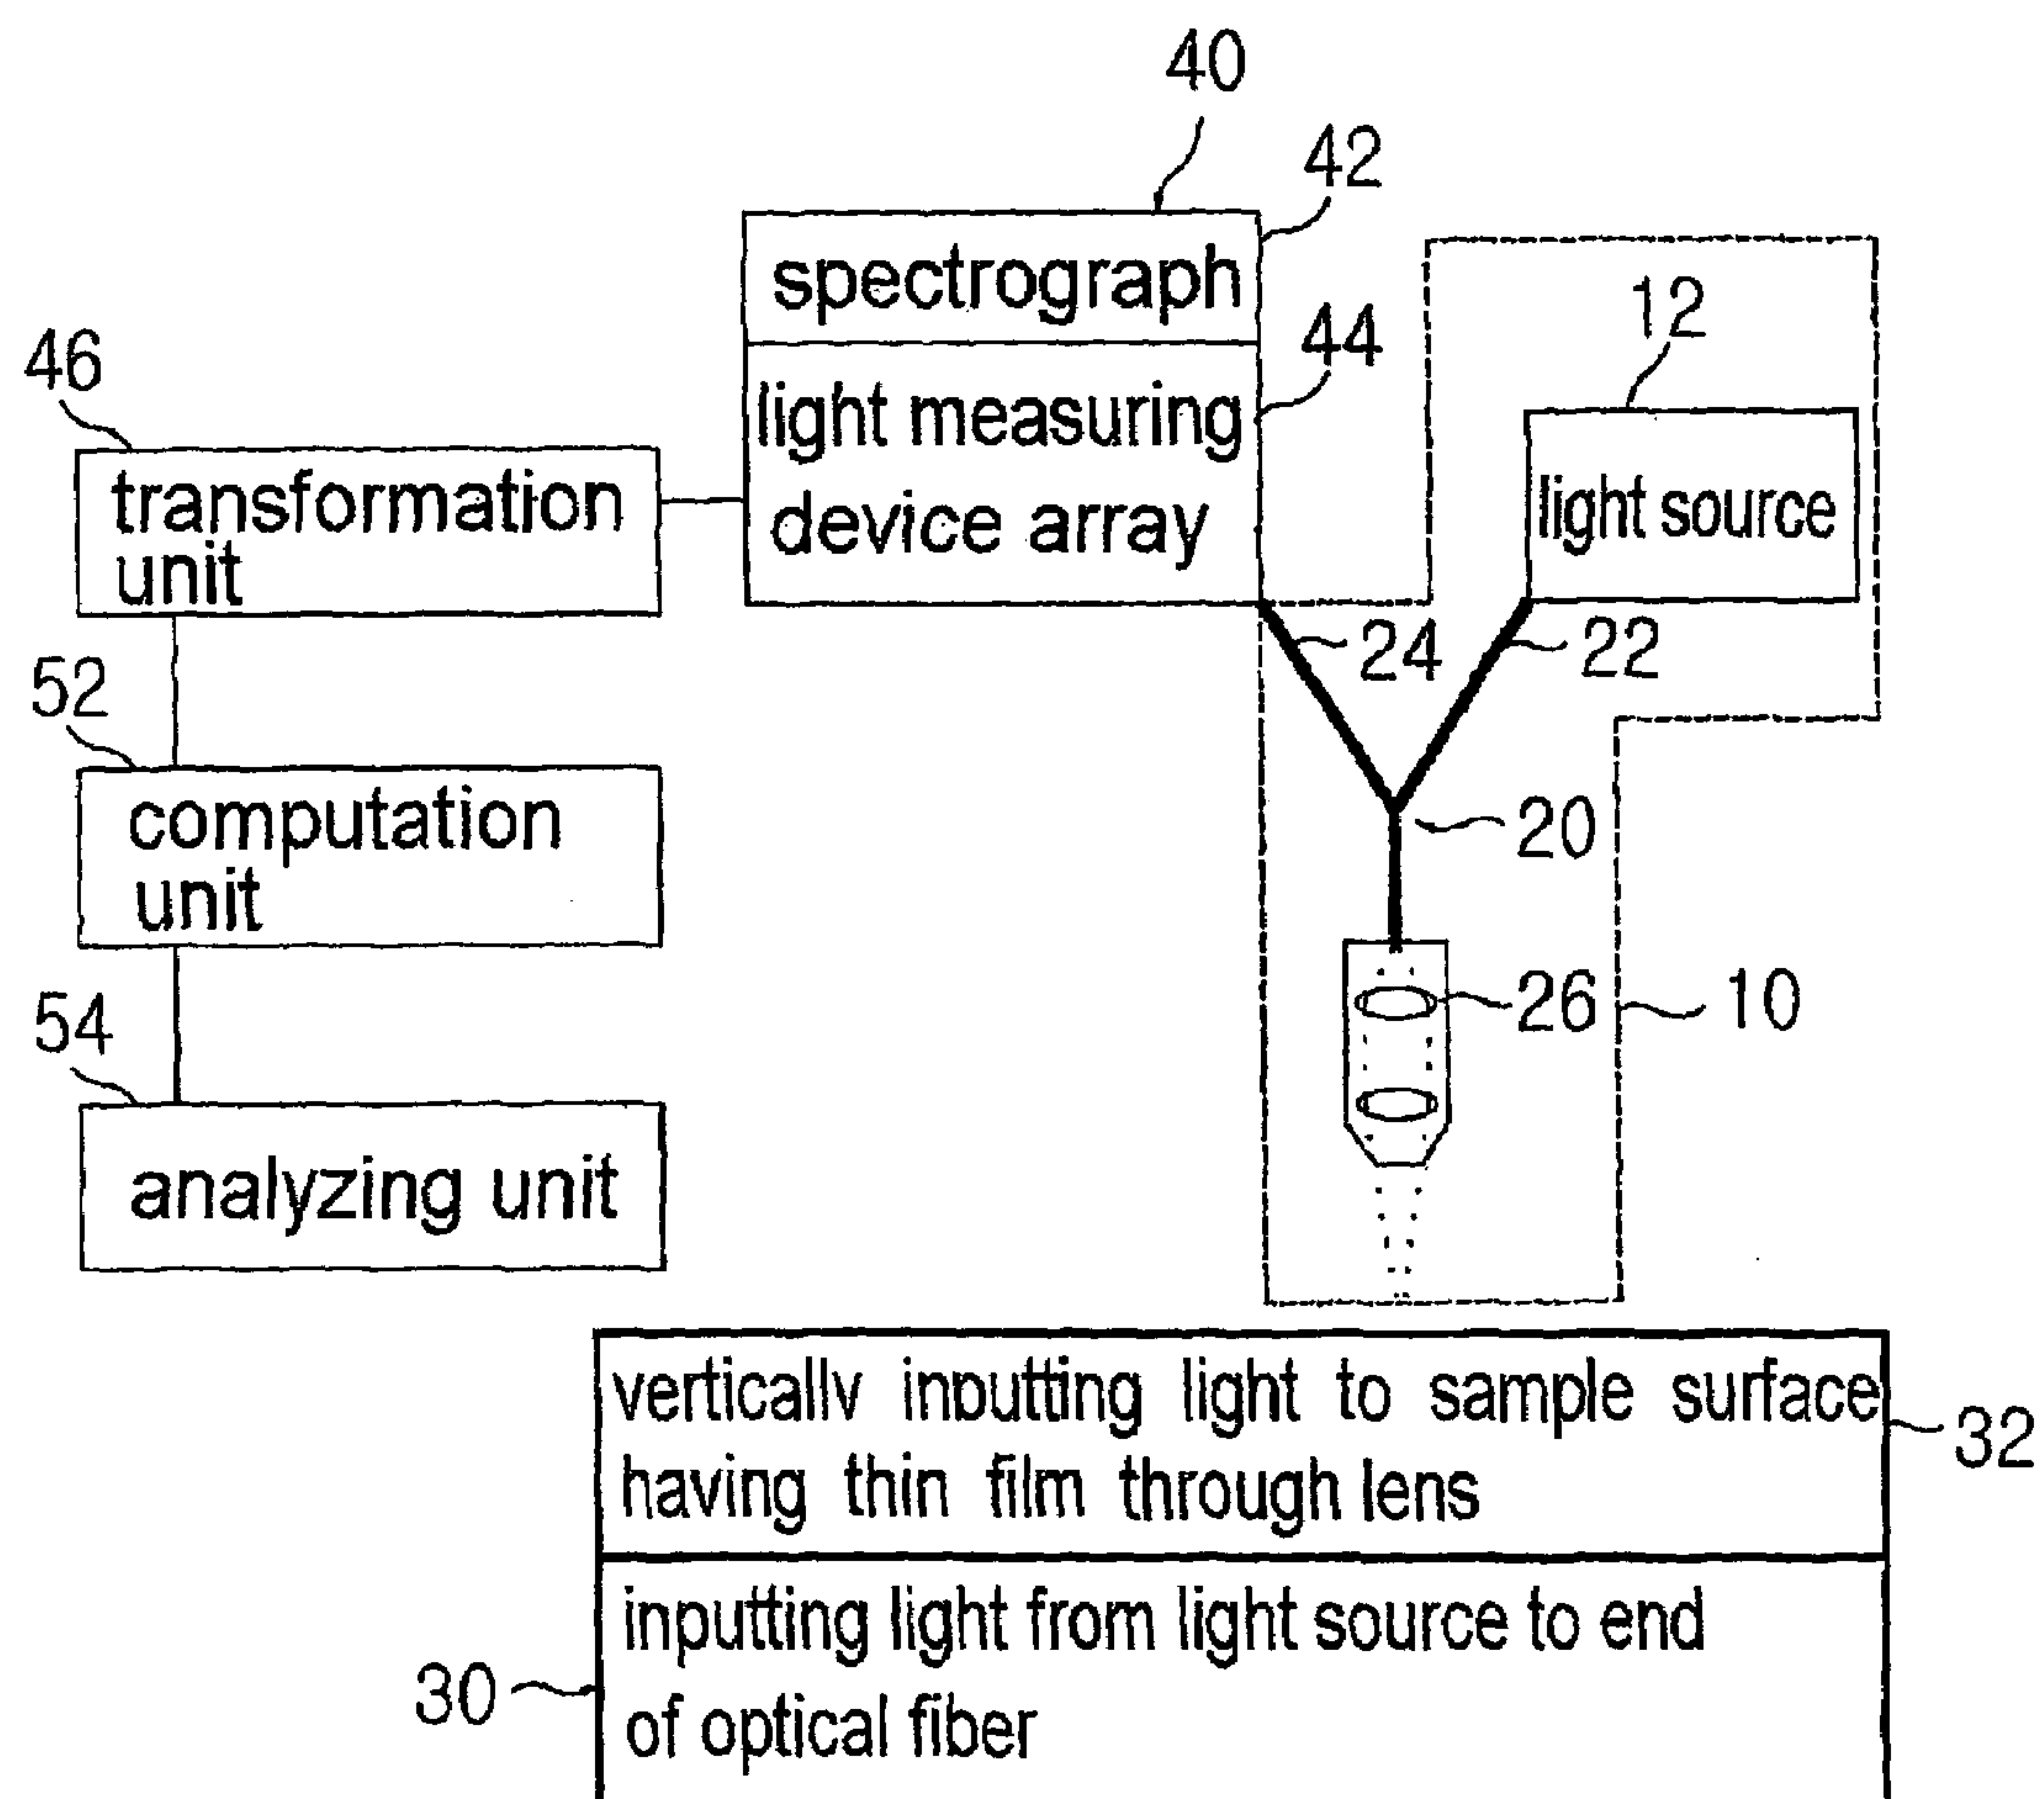 40
42
spectrograph
12
44
46
light measuring
transformation
unit
device array
light source
24
22
52
20
computation
unit
26
10
54
analyzing unit
vertically inputting light to sample surface
32
having thin film through lens
inputting light from light source to end
30
of optical fiber